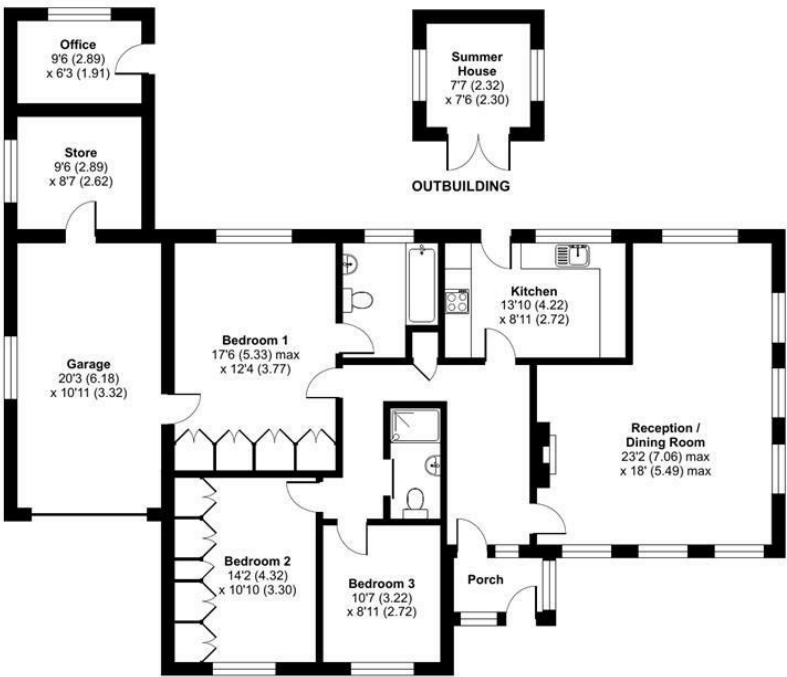 Office
9'6 (2.89)
x 6'3 (1.91)
Summer
House
7'7 (2.32)
x 7'6 (2.30)
OUTBUILDING
Store
9'6 (2.89)
x 8'7 (2.62)
Kitchen
13'10 (4.22)
x 8'11 (2.72)
Bedroom 1
17'6 (5.33) max
x 12'4 (3.77)
Garage
20'3 (6.18)
x 10'11 (3.32)
Reception /
Dining Room
23'2 (7.06) max
x 18' (5.49) max
Bedroom 2
14'2 (4.32)
x 10'10 (3.30)
Bedroom 3
10'7 (3.22)
x 8'11 (2.72)
Porch